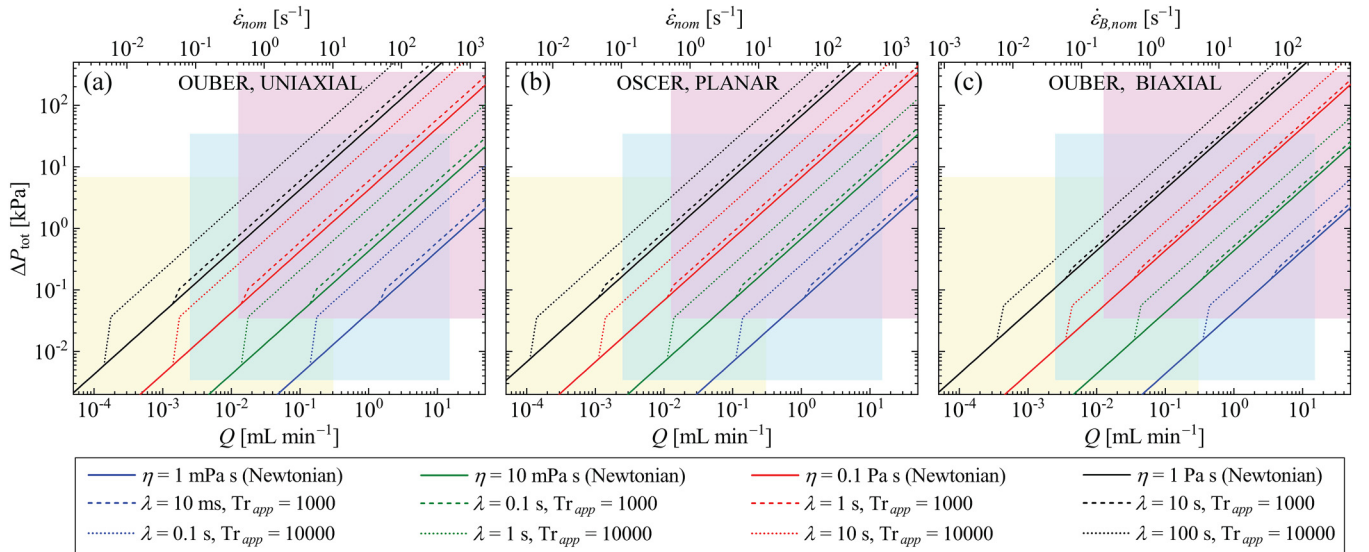 ε̇nom [s⁻¹] ε̇nom [s⁻¹] ε̇B,nom [s⁻¹]
10⁻² 10⁻¹ 10⁰ 10¹ 10² 10³ 10⁻² 10⁻¹ 10⁰ 10¹ 10² 10³ 10⁻³ 10⁻² 10⁻¹ 10⁰ 10¹ 10²
(a) OUBER, UNIAXIAL (b) OSCER, PLANAR (c) OUBER, BIAXIAL
10²
10¹
10⁰
10⁻¹
10⁻²
ΔPtot [kPa]
10⁻⁴ 10⁻³ 10⁻² 10⁻¹ 10⁰ 10¹ 10⁻⁴ 10⁻³ 10⁻² 10⁻¹ 10⁰ 10¹ 10⁻⁴ 10⁻³ 10⁻² 10⁻¹ 10⁰ 10¹
Q [mL min⁻¹] Q [mL min⁻¹] Q [mL min⁻¹]
η = 1 mPa s (Newtonian) η = 10 mPa s (Newtonian) η = 0.1 Pa s (Newtonian) η = 1 Pa s (Newtonian)
λ = 10 ms, Trapp = 1000 λ = 0.1 s, Trapp = 1000 λ = 1 s, Trapp = 1000 λ = 10 s, Trapp = 1000
λ = 0.1 s, Trapp = 10000 λ = 1 s, Trapp = 10000 λ = 10 s, Trapp = 10000 λ = 100 s, Trapp = 10000